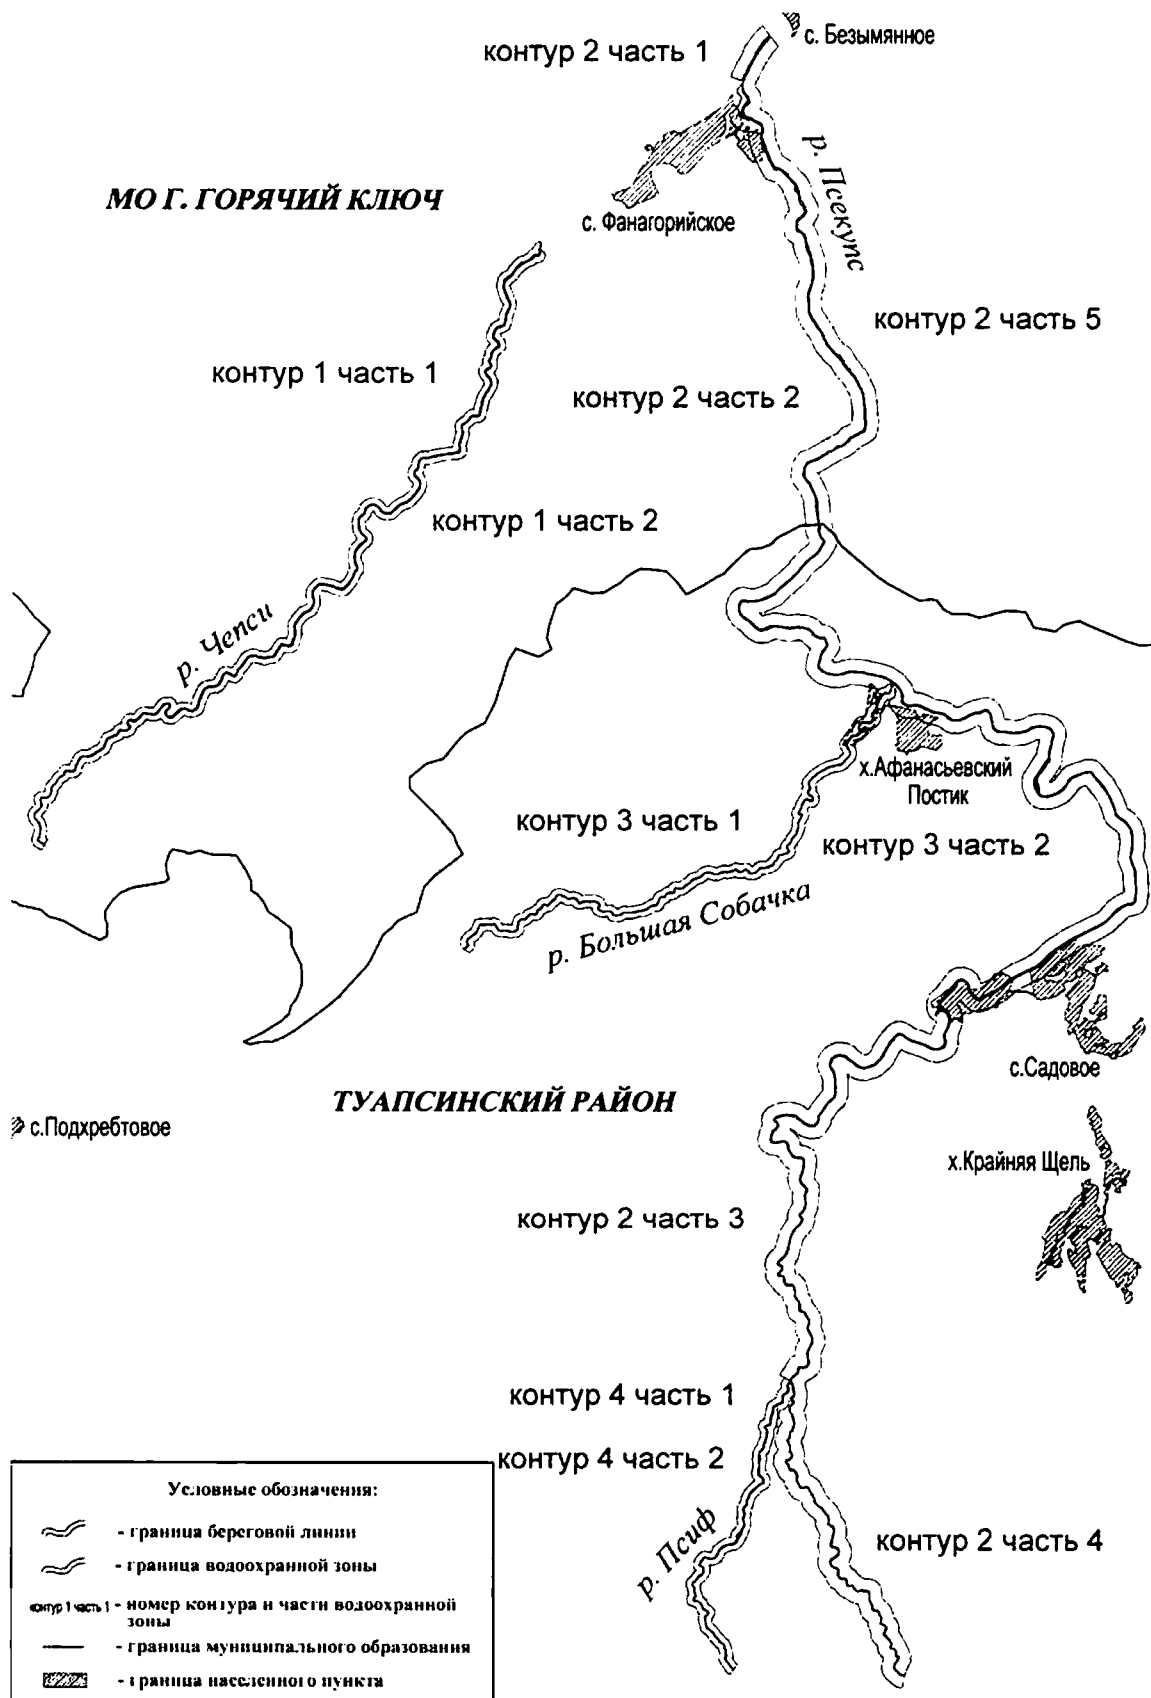 с. Безымянное
контур 2 часть 1
р. Псекупс
МО Г. ГОРЯЧИЙ КЛЮЧ
с. Фанагорийское
контур 2 часть 5
контур 1 часть 1
контур 2 часть 2
контур 1 часть 2
р. Чепси
х.Афанасьевский
Постик
контур 3 часть 1
контур 3 часть 2
р. Большая Собачка
с.Садовое
ТУАПСИНСКИЙ РАЙОН
с.Подхребтовое
х.Крайняя Щель
контур 2 часть 3
контур 4 часть 1
контур 4 часть 2
р. Псиф
контур 2 часть 4
Условные обозначения:
- граница береговой линии
- граница водоохранной зоны
контур 1 часть 1 - номер контура и части водоохранной
зоны
- граница муниципального образования
- граница населенного пункта